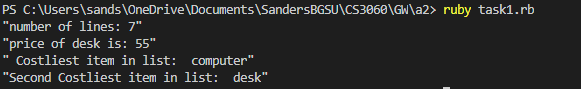 PS C:\Users\sands\OneDrive\Documents\SandersBGSU\CS3060\GW\a2> ruby task1.rb
"number of lines: 7"
"price of desk is: 55"
" Costliest item in list:  computer"
"Second Costliest item in list:  desk"